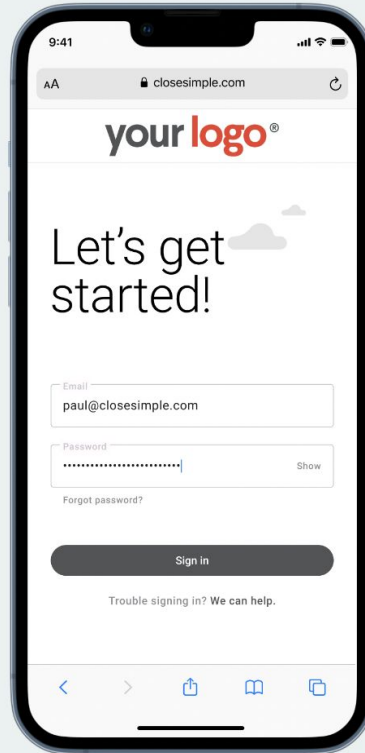 9:41
AA closesimple.com
your logo®
Let's get
started!
Email
paul@closesimple.com
Password
•••••••••••••••••••••••••• Show
Forgot password?
Sign in
Trouble signing in? We can help.